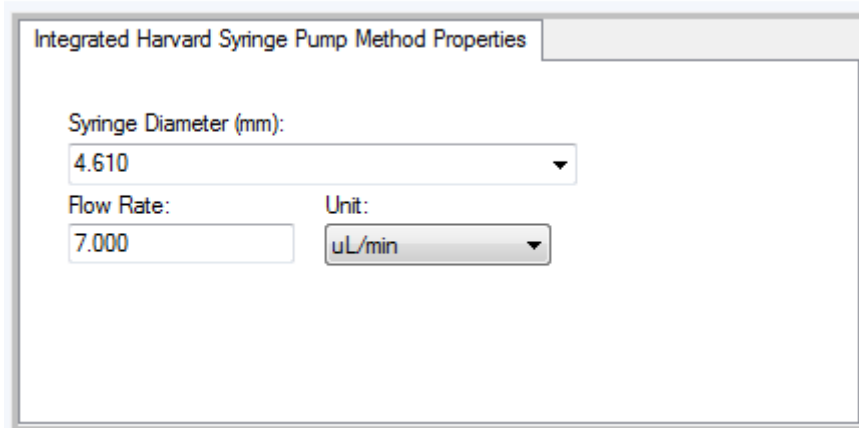 Integrated Harvard Syringe Pump Method Properties
Syringe Diameter (mm):
4.610
Flow Rate: Unit:
7.000 uL/min